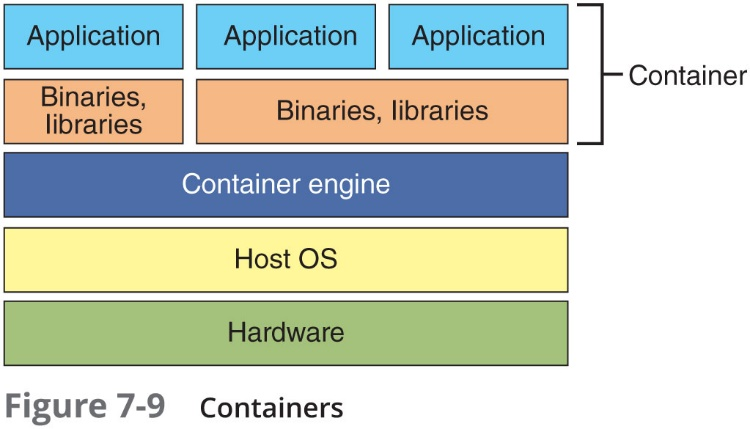 Application
Application
Application
Container
Binaries,
libraries
Binaries, libraries
Container engine
Host OS
Hardware
Figure 7-9 Containers